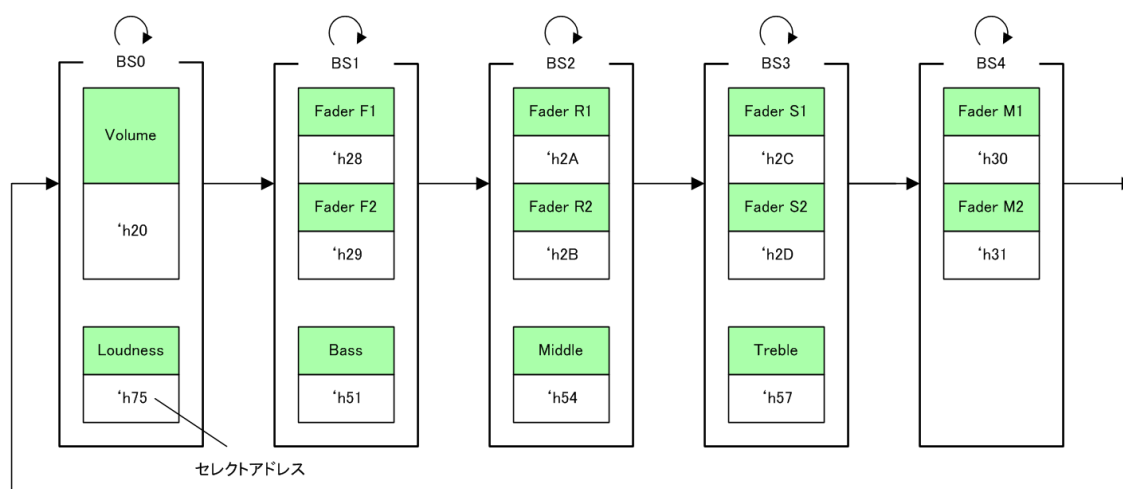 BS0
BS1
BS2
BS3
BS4
Volume
‘h20
Loudness
‘h75
Fader F1
‘h28
Fader F2
‘h29
Bass
‘h51
Fader R1
‘h2A
Fader R2
‘h2B
Middle
‘h54
Fader S1
‘h2C
Fader S2
‘h2D
Treble
‘h57
Fader M1
‘h30
Fader M2
‘h31
セレクトアドレス